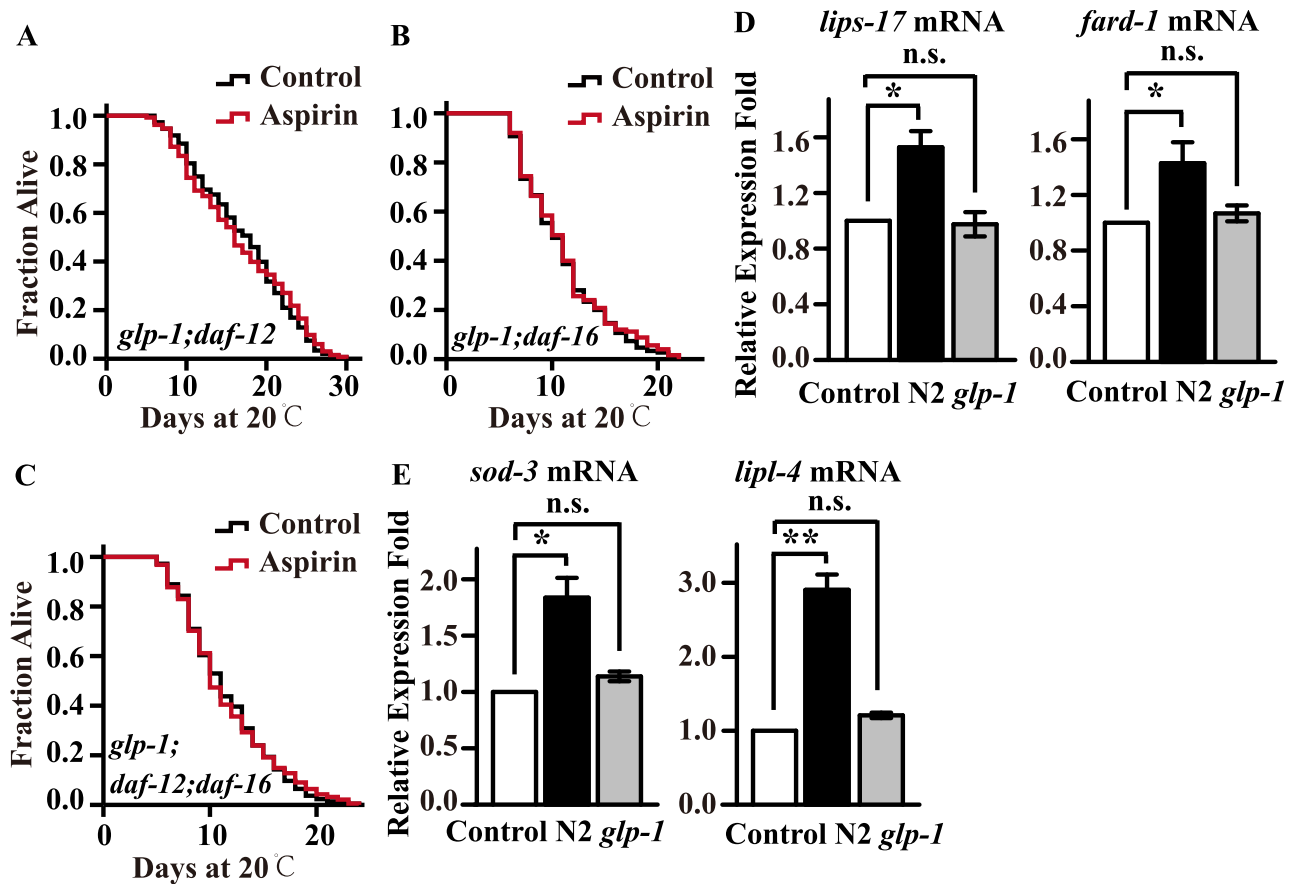 A
Control
Aspirin
Fraction Alive
1.0
0.8
0.6
0.4
0.2
0.0
glp-1;daf-12
0 10 20 30
Days at 20℃
B
Control
Aspirin
1.0
0.8
0.6
0.4
0.2
0.0
glp-1;daf-16
0 10 20
Days at 20℃
C
Control
Aspirin
Fraction Alive
1.0
0.8
0.6
0.4
0.2
0.0
glp-1;
daf-12;daf-16
0 10 20
Days at 20℃
D
lips-17 mRNA
n.s.
*
Relative Expression Fold
1.6
1.2
0.8
0.4
0.0
Control N2 glp-1
fard-1 mRNA
n.s.
*
1.6
1.2
0.8
0.4
0.0
Control N2 glp-1
E
sod-3 mRNA
n.s.
*
Relative Expression Fold
2.0
1.5
1.0
0.5
0.0
Control N2 glp-1
lipl-4 mRNA
n.s.
**
3.0
2.0
1.0
0.0
Control N2 glp-1